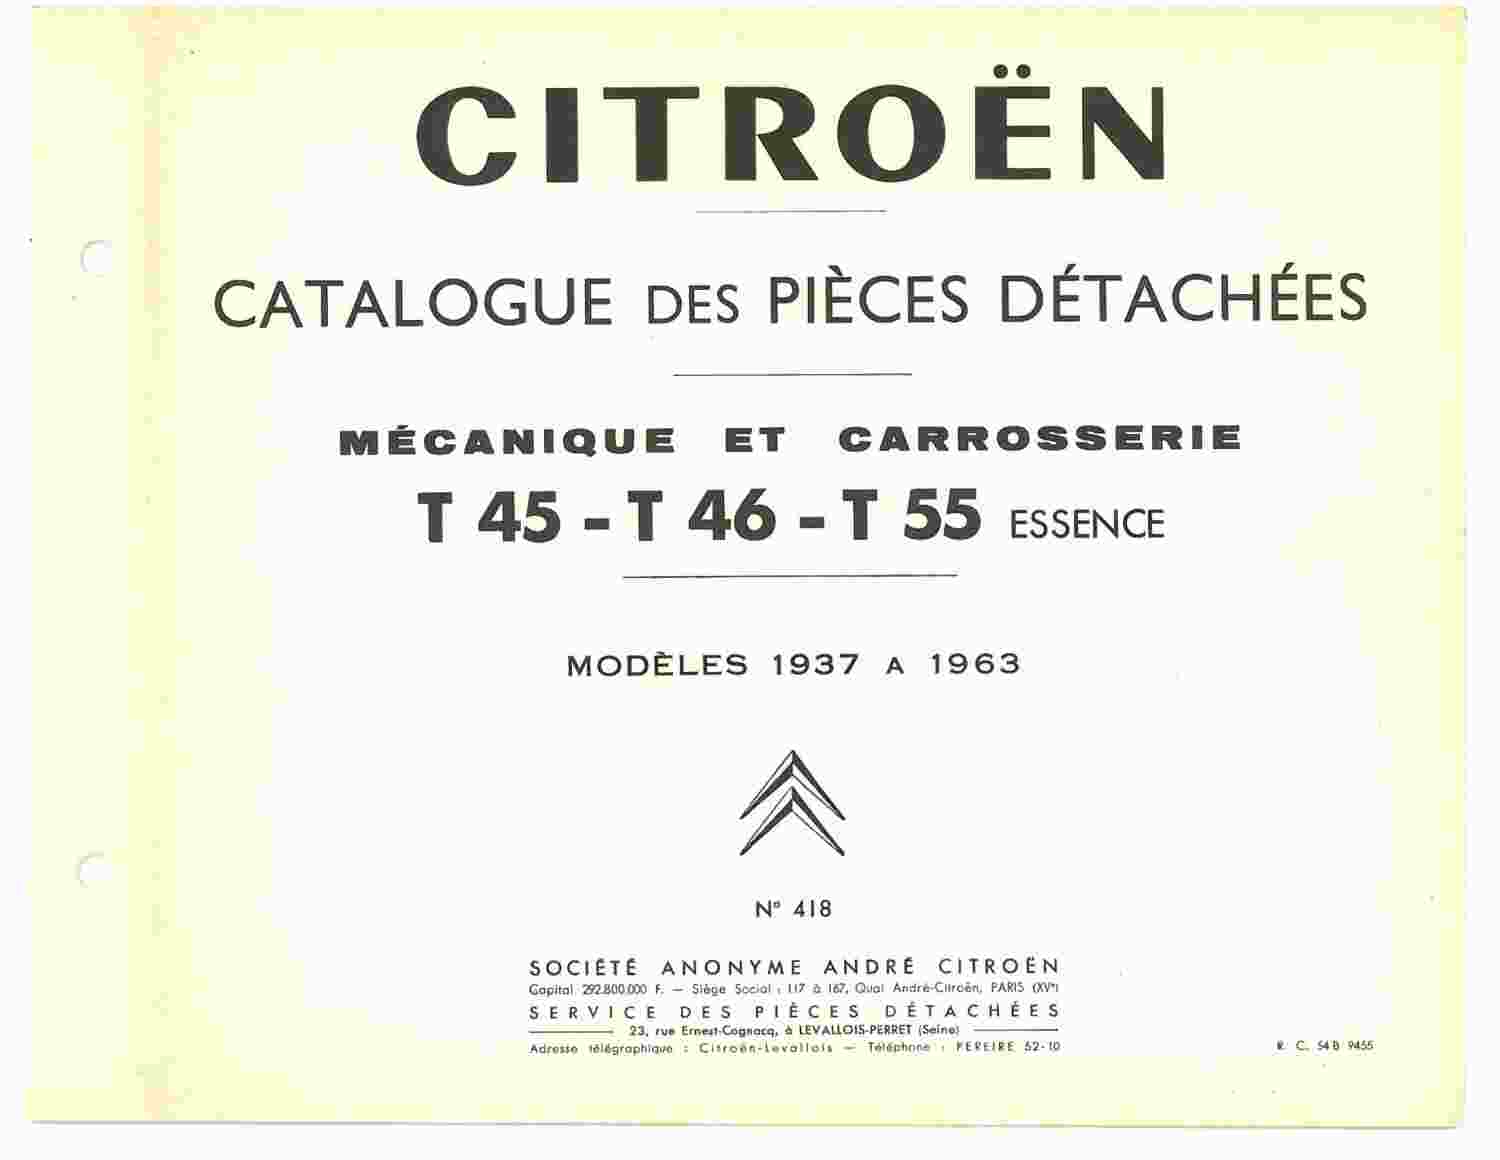 CITROËN
CATALOGUE DES PIÈCES DÉTACHÉES
MÉCANIQUE ET CARROSSERIE
T 45 - T 46 - T 55 ESSENCE
MODÈLES 1937 A 1963
N° 418
SOCIÉTÉ ANONYME ANDRÉ CITROËN
Capital 292.800.000 F. — Siège Social : 117 à 167, Quai André-Citroën, PARIS (XVᵉ)
SERVICE DES PIÈCES DÉTACHÉES
23, rue Ernest-Cognacq, à LEVALLOIS-PERRET (Seine)
Adresse télégraphique : Citroën-Levallois — Téléphone : PEREIRE 52-10
R. C. 54 B 9455